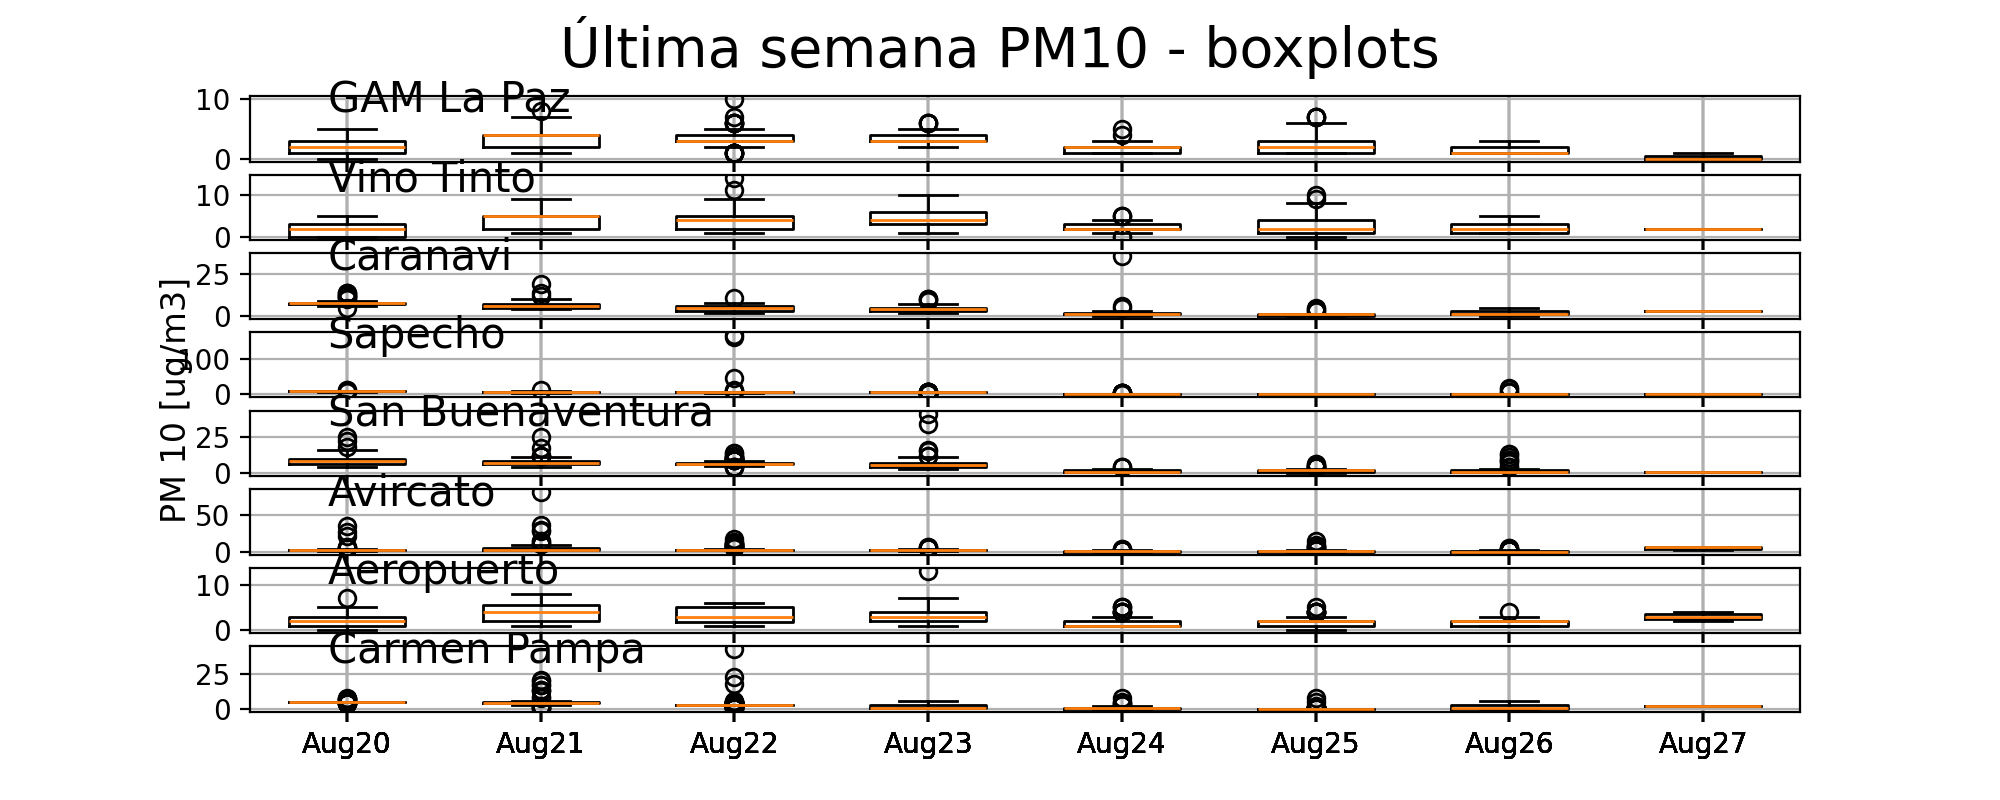 Última semana PM10 - boxplots
GAM La Paz
10
0
Vino Tinto
10
0
Caranavi
25
0
Sapecho
100
0
San Buenaventura
25
0
Avircato
50
0
Aeropuerto
10
0
Carmen Pampa
25
0
PM 10 [ug/m3]
Aug20 Aug21 Aug22 Aug23 Aug24 Aug25 Aug26 Aug27